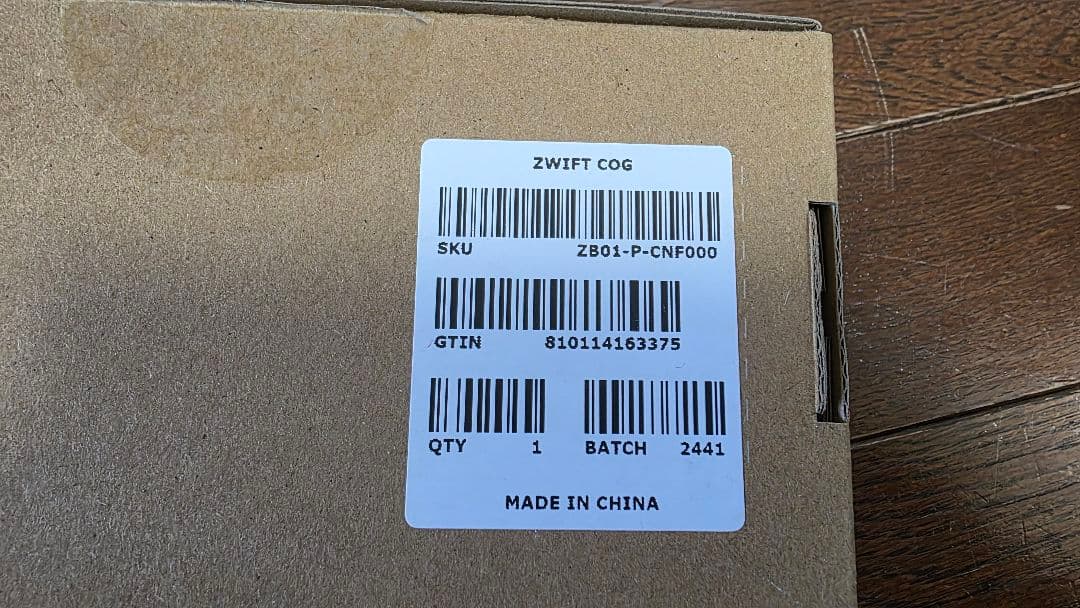 ZWIFT COG
SKU ZB01-P-CNF000
GTIN 810114163375
QTY 1 BATCH 2441
MADE IN CHINA